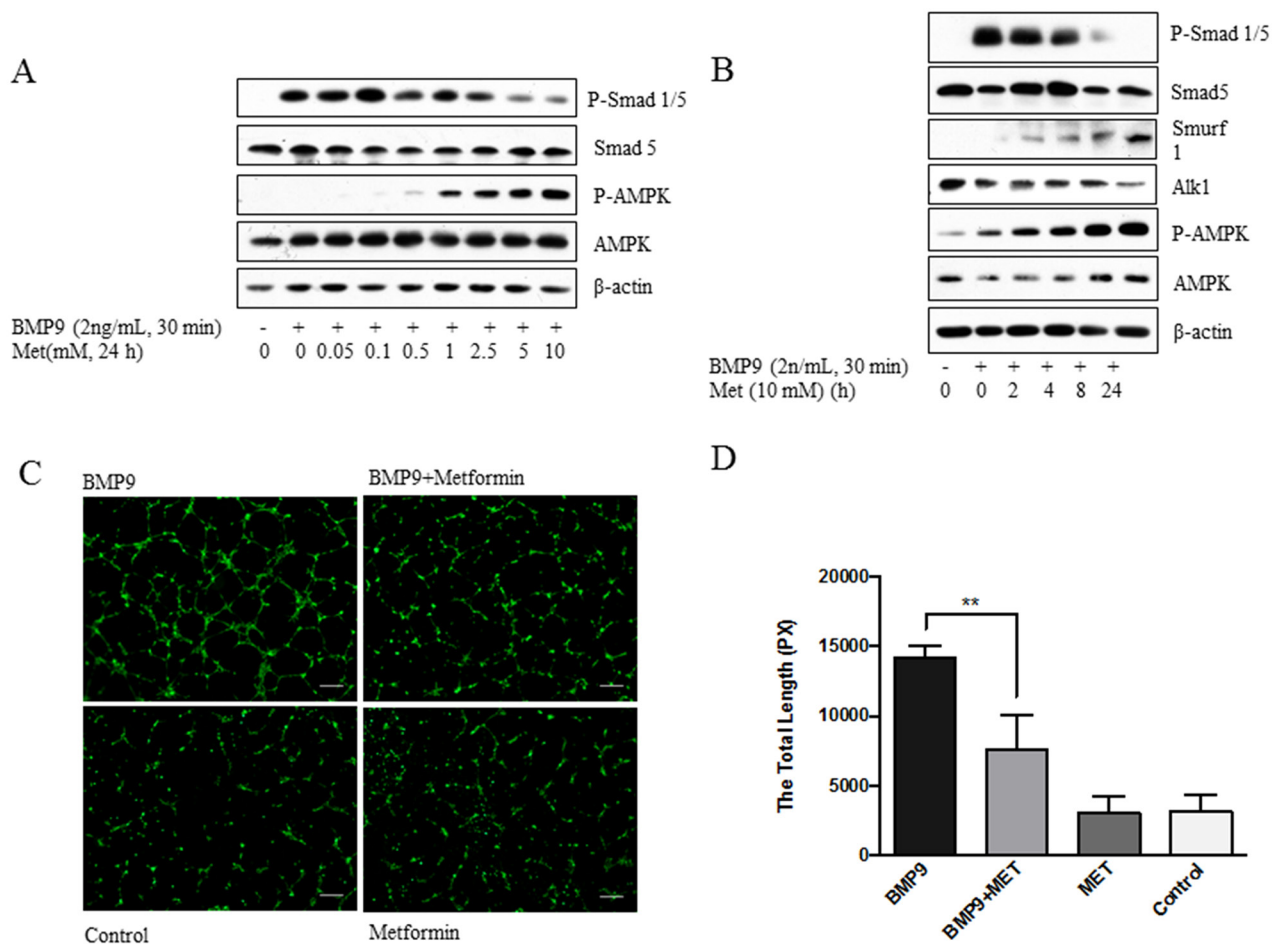 A
P-Smad 1/5
Smad 5
P-AMPK
AMPK
β-actin
BMP9 (2ng/mL, 30 min) - + + + + + + + +
Met(mM, 24 h) 0 0 0.05 0.1 0.5 1 2.5 5 10
B
P-Smad 1/5
Smad5
Smurf
1
Alk1
P-AMPK
AMPK
β-actin
BMP9 (2n/mL, 30 min) - + + + + +
Met (10 mM) (h) 0 0 2 4 8 24
C
BMP9
BMP9+Metformin
Control
Metformin
D
The Total Length (PX)
20000
15000
10000
5000
0
**
BMP9
BMP9+MET
MET
Control